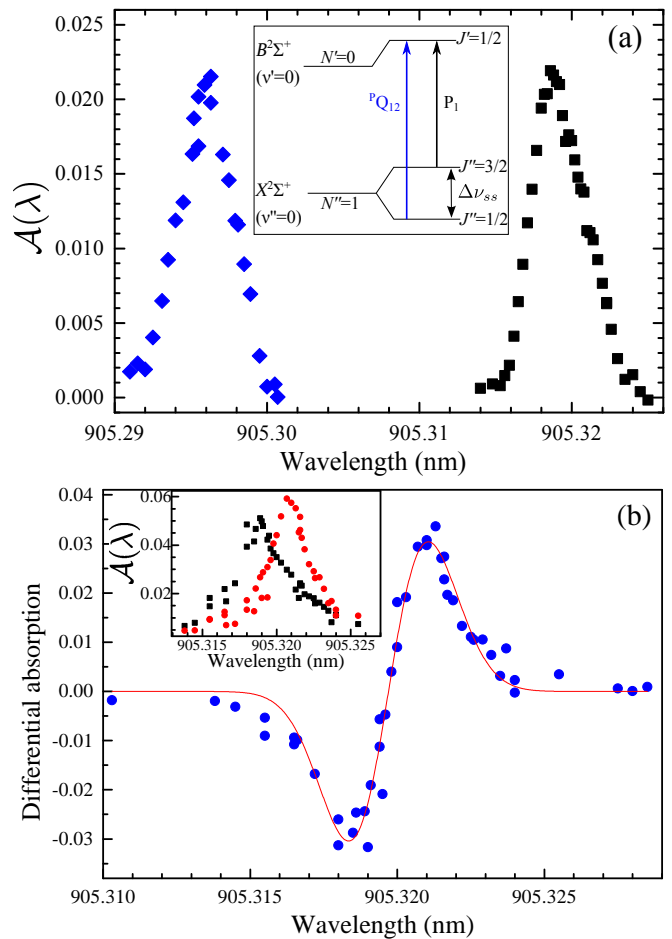 (a)
0.025
0.020
0.015
0.010
0.005
0.000
𝒜(λ)
B²Σ⁺
(ν'=0)
N'=0
J'=1/2
ᴾQ₁₂
P₁
X²Σ⁺
(ν"=0)
N"=1
J"=3/2
Δνₛₛ
J"=1/2
905.29 905.30 905.31 905.32
Wavelength (nm)
(b)
0.04
0.03
0.02
0.01
0.00
-0.01
-0.02
-0.03
Differential absorption
0.06
0.04
0.02
𝒜(λ)
905.315 905.320 905.325
Wavelength (nm)
905.310 905.315 905.320 905.325
Wavelength (nm)